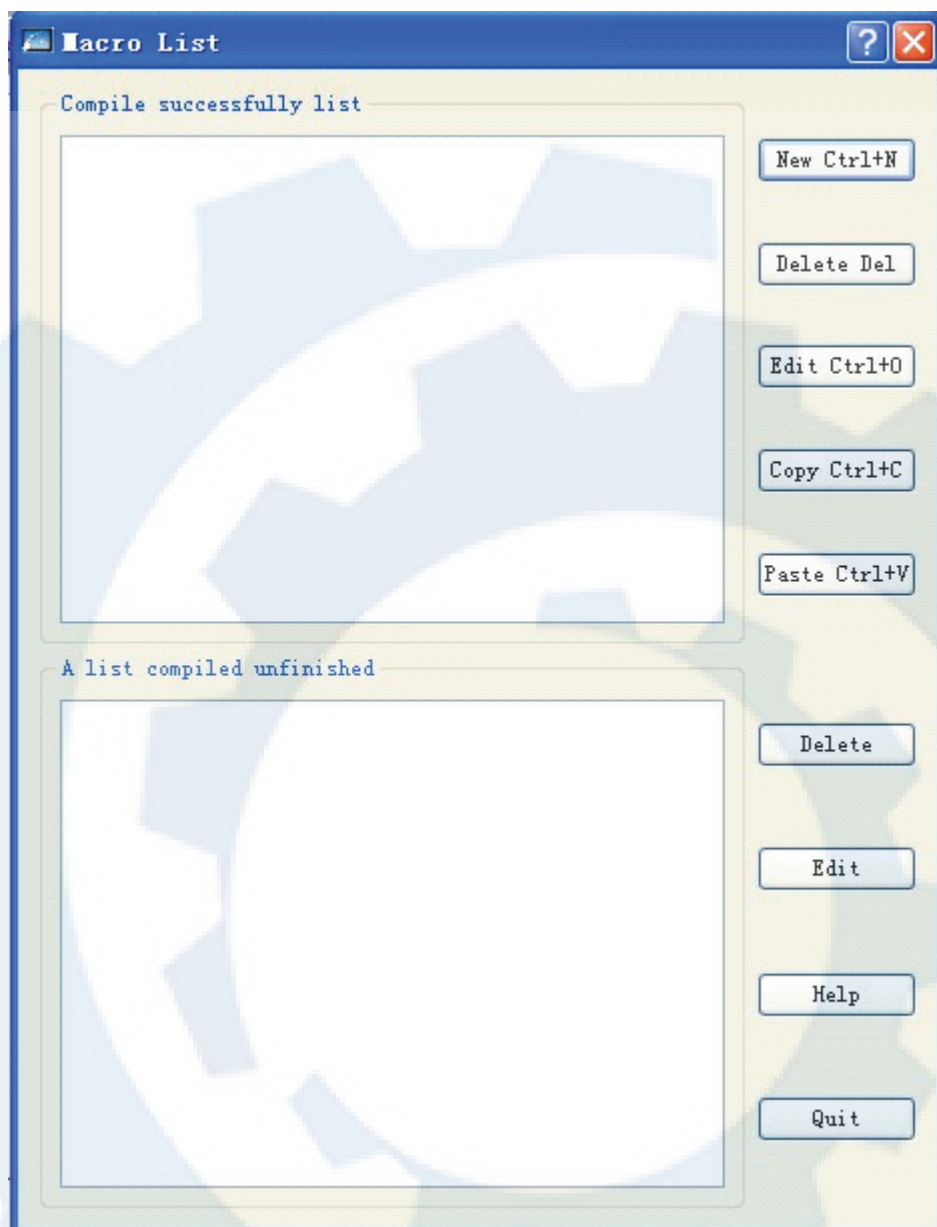 Macro List
Compile successfully list
New Ctrl+N
Delete Del
Edit Ctrl+O
Copy Ctrl+C
Paste Ctrl+V
A list compiled unfinished
Delete
Edit
Help
Quit